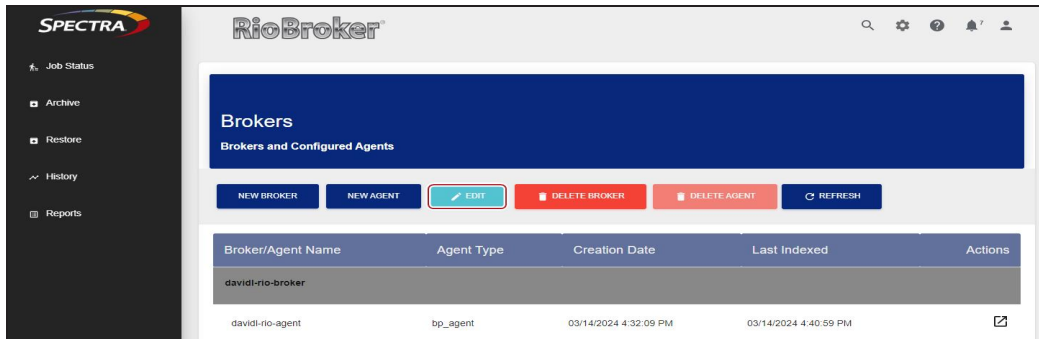 SPECTRA
RioBroker®
7
Job Status
Archive
Restore
History
Reports
Brokers
Brokers and Configured Agents
NEW BROKER NEW AGENT EDIT DELETE BROKER DELETE AGENT REFRESH
Broker/Agent Name Agent Type Creation Date Last Indexed Actions
davidl-rio-broker
davidl-rio-agent bp_agent 03/14/2024 4:32:09 PM 03/14/2024 4:40:59 PM